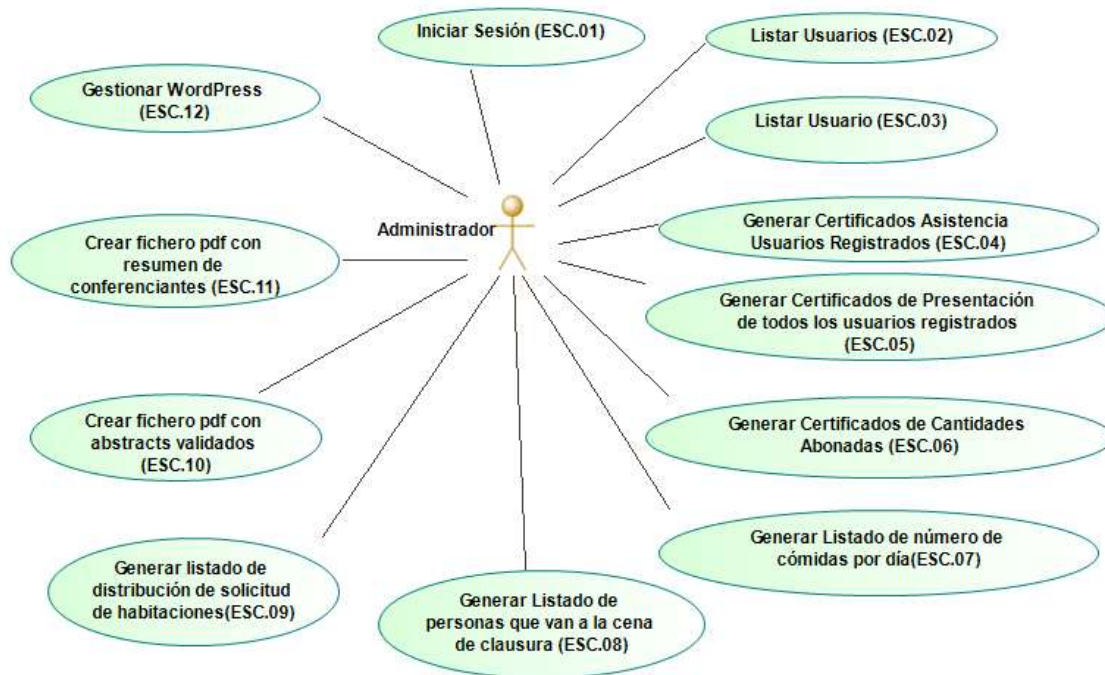 Iniciar Sesión (ESC.01)
Listar Usuarios (ESC.02)
Gestionar WordPress
(ESC.12)
Listar Usuario (ESC.03)
Administrador
Generar Certificados Asistencia
Usuarios Registrados (ESC.04)
Crear fichero pdf con
resumen de
conferenciantes (ESC.11)
Generar Certificados de Presentación
de todos los usuarios registrados
(ESC.05)
Crear fichero pdf con
abstracts validados
(ESC.10)
Generar Certificados de Cantidades
Abonadas (ESC.06)
Generar Listado de número de
cómidas por día(ESC.07)
Generar listado de
distribución de solicitud
de habitaciones(ESC.09)
Generar Listado de
personas que van a la cena
de clausura (ESC.08)